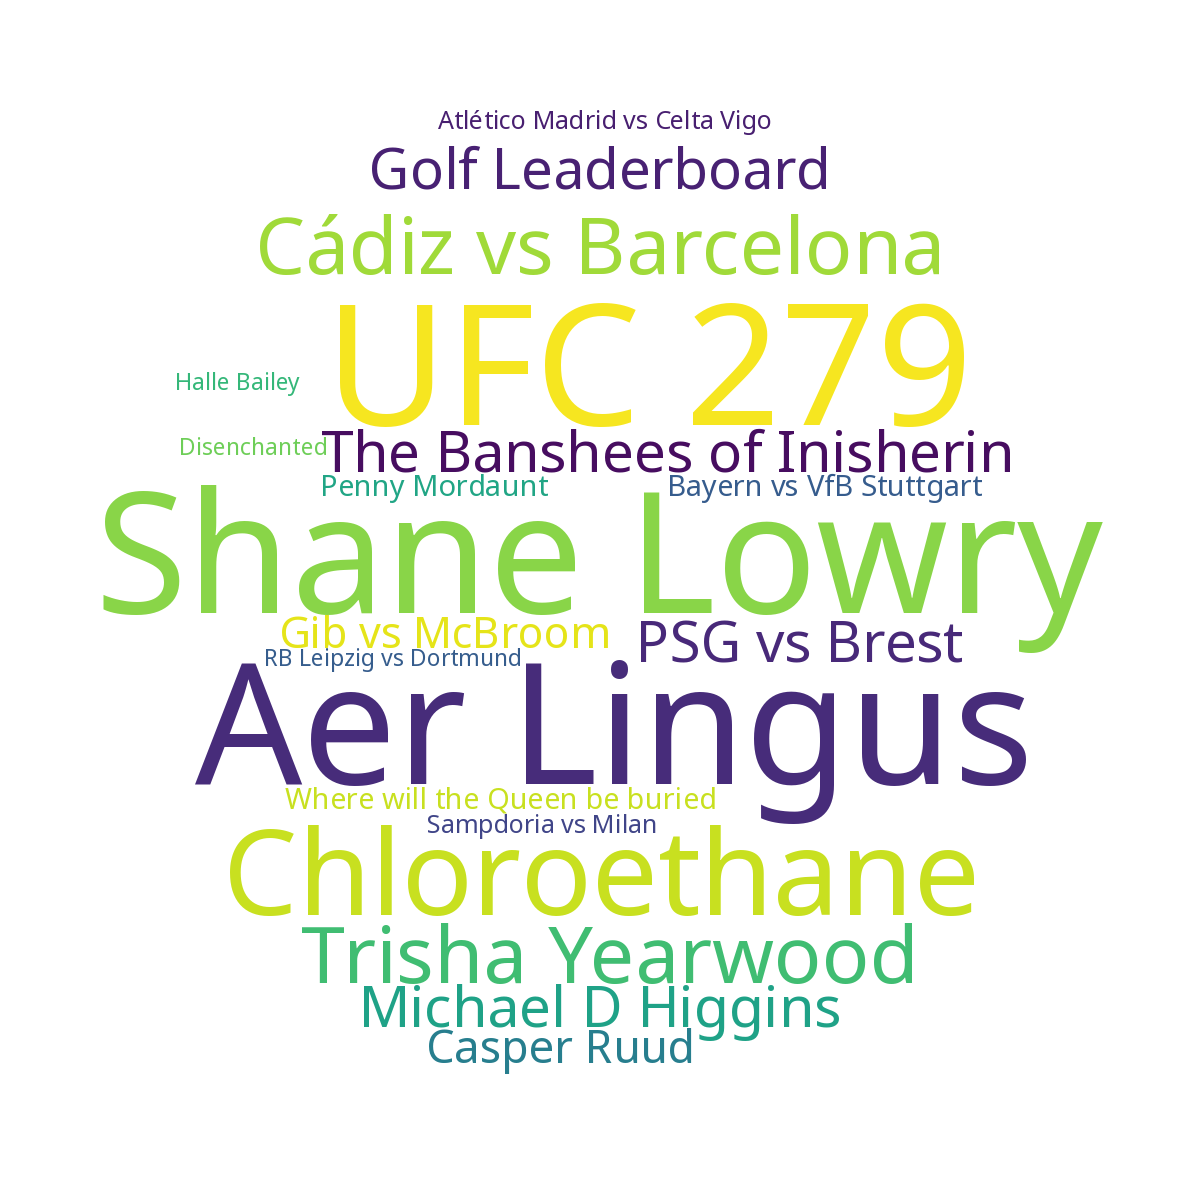 Atlético Madrid vs Celta Vigo
Golf Leaderboard
Cádiz vs Barcelona
UFC 279
Halle Bailey
Disenchanted
The Banshees of Inisherin
Penny Mordaunt
Bayern vs VfB Stuttgart
Shane Lowry
Gib vs McBroom
PSG vs Brest
RB Leipzig vs Dortmund
Aer Lingus
Where will the Queen be buried
Sampdoria vs Milan
Chloroethane
Trisha Yearwood
Michael D Higgins
Casper Ruud